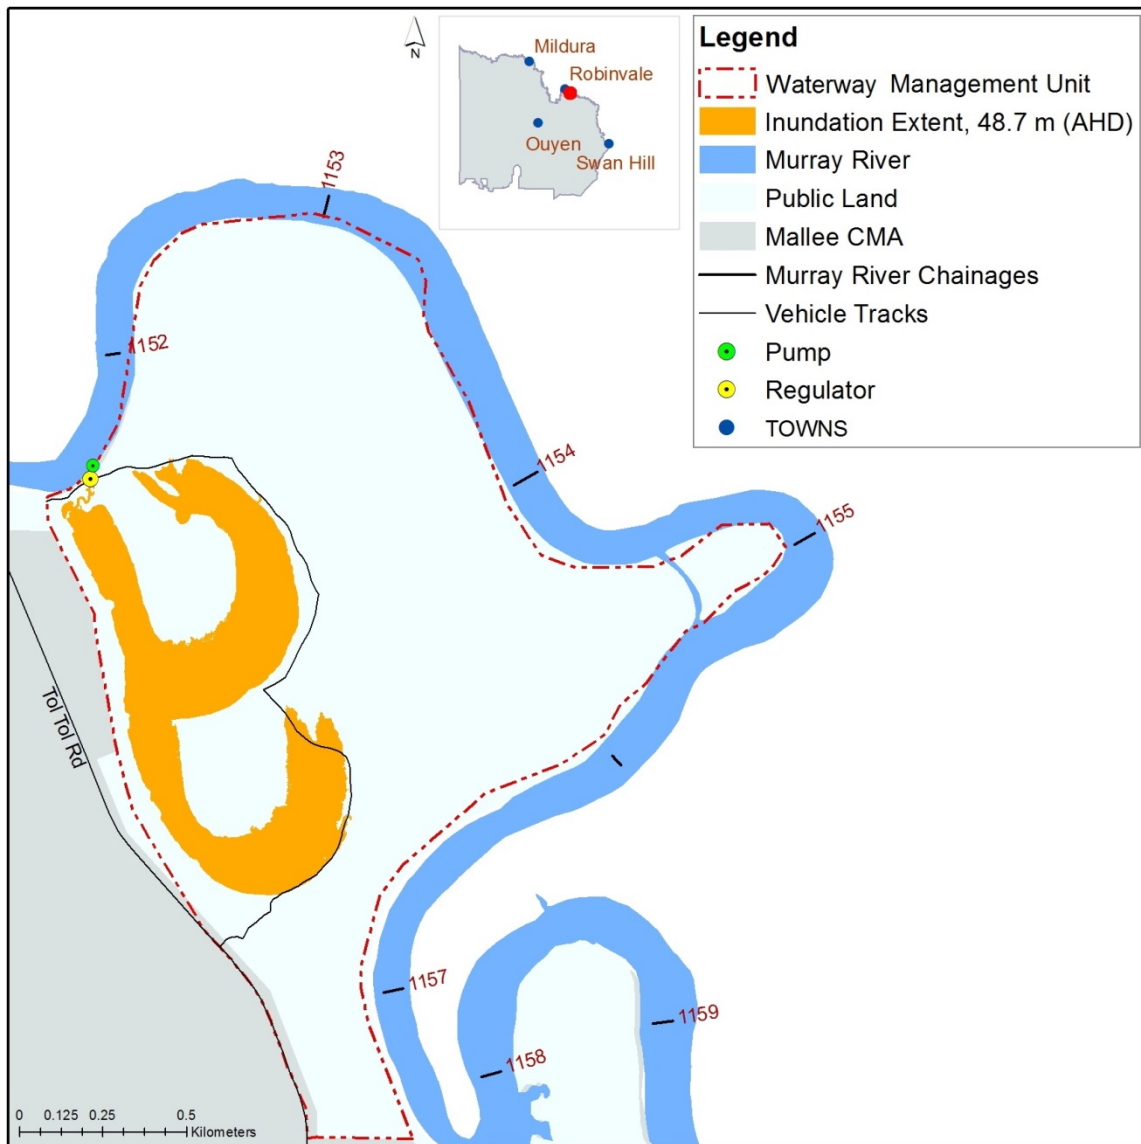 N
Mildura
Robinvale
Ouyen
Swan Hill
Legend
Waterway Management Unit
Inundation Extent, 48.7 m (AHD)
Murray River
Public Land
Mallee CMA
Murray River Chainages
Vehicle Tracks
Pump
Regulator
TOWNS
1153
1152
1154
1155
Tol Tol Rd
1157
1159
1158
0 0.125 0.25 0.5
Kilometers